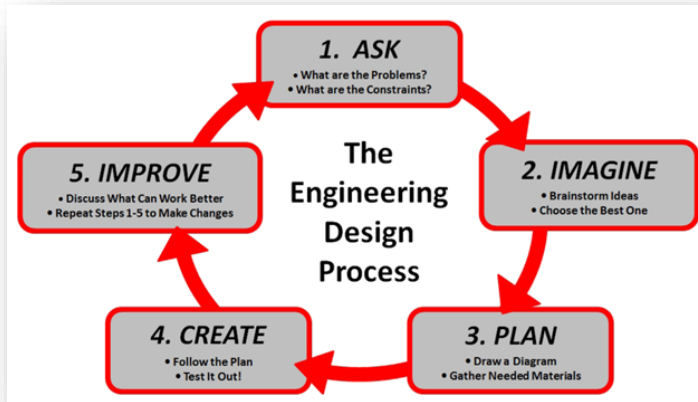 1. ASK
• What are the Problems?
• What are the Constraints?
2. IMAGINE
• Brainstorm Ideas
• Choose the Best One
3. PLAN
• Draw a Diagram
• Gather Needed Materials
4. CREATE
• Follow the Plan
• Test It Out!
5. IMPROVE
• Discuss What Can Work Better
• Repeat Steps 1-5 to Make Changes
The
Engineering
Design
Process